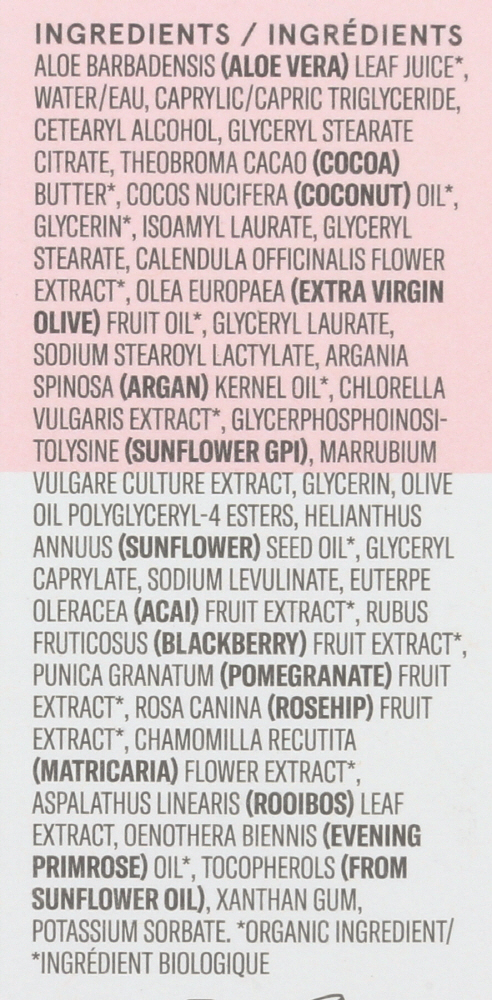 INGREDIENTS / INGRÉDIENTS
ALOE BARBADENSIS (ALOE VERA) LEAF JUICE*,
WATER/EAU, CAPRYLIC/CAPRIC TRIGLYCERIDE,
CETEARYL ALCOHOL, GLYCERYL STEARATE
CITRATE, THEOBROMA CACAO (COCOA)
BUTTER*, COCOS NUCIFERA (COCONUT) OIL*,
GLYCERIN*, ISOAMYL LAURATE, GLYCERYL
STEARATE, CALENDULA OFFICINALIS FLOWER
EXTRACT*, OLEA EUROPAEA (EXTRA VIRGIN
OLIVE) FRUIT OIL*, GLYCERYL LAURATE,
SODIUM STEAROYL LACTYLATE, ARGANIA
SPINOSA (ARGAN) KERNEL OIL*, CHLORELLA
VULGARIS EXTRACT*, GLYCERPHOSPHOINOSI-
TOLYSINE (SUNFLOWER GPI), MARRUBIUM
VULGARE CULTURE EXTRACT, GLYCERIN, OLIVE
OIL POLYGLYCERYL-4 ESTERS, HELIANTHUS
ANNUUS (SUNFLOWER) SEED OIL*, GLYCERYL
CAPRYLATE, SODIUM LEVULINATE, EUTERPE
OLERACEA (ACAI) FRUIT EXTRACT*, RUBUS
FRUTICOSUS (BLACKBERRY) FRUIT EXTRACT*,
PUNICA GRANATUM (POMEGRANATE) FRUIT
EXTRACT*, ROSA CANINA (ROSEHIP) FRUIT
EXTRACT*, CHAMOMILLA RECUTITA
(MATRICARIA) FLOWER EXTRACT*,
ASPALATHUS LINEARIS (ROOIBOS) LEAF
EXTRACT, OENOTHERA BIENNIS (EVENING
PRIMROSE) OIL*, TOCOPHEROLS (FROM
SUNFLOWER OIL), XANTHAN GUM,
POTASSIUM SORBATE. *ORGANIC INGREDIENT/
*INGRÉDIENT BIOLOGIQUE